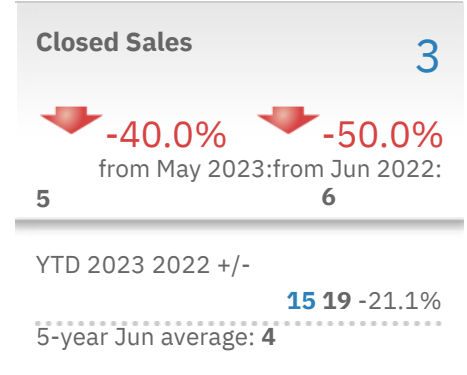 Closed Sales
3
-40.0% -50.0%
from May 2023:from Jun 2022:
5 6
YTD 2023 2022 +/-
15 19 -21.1%
5-year Jun average: 4